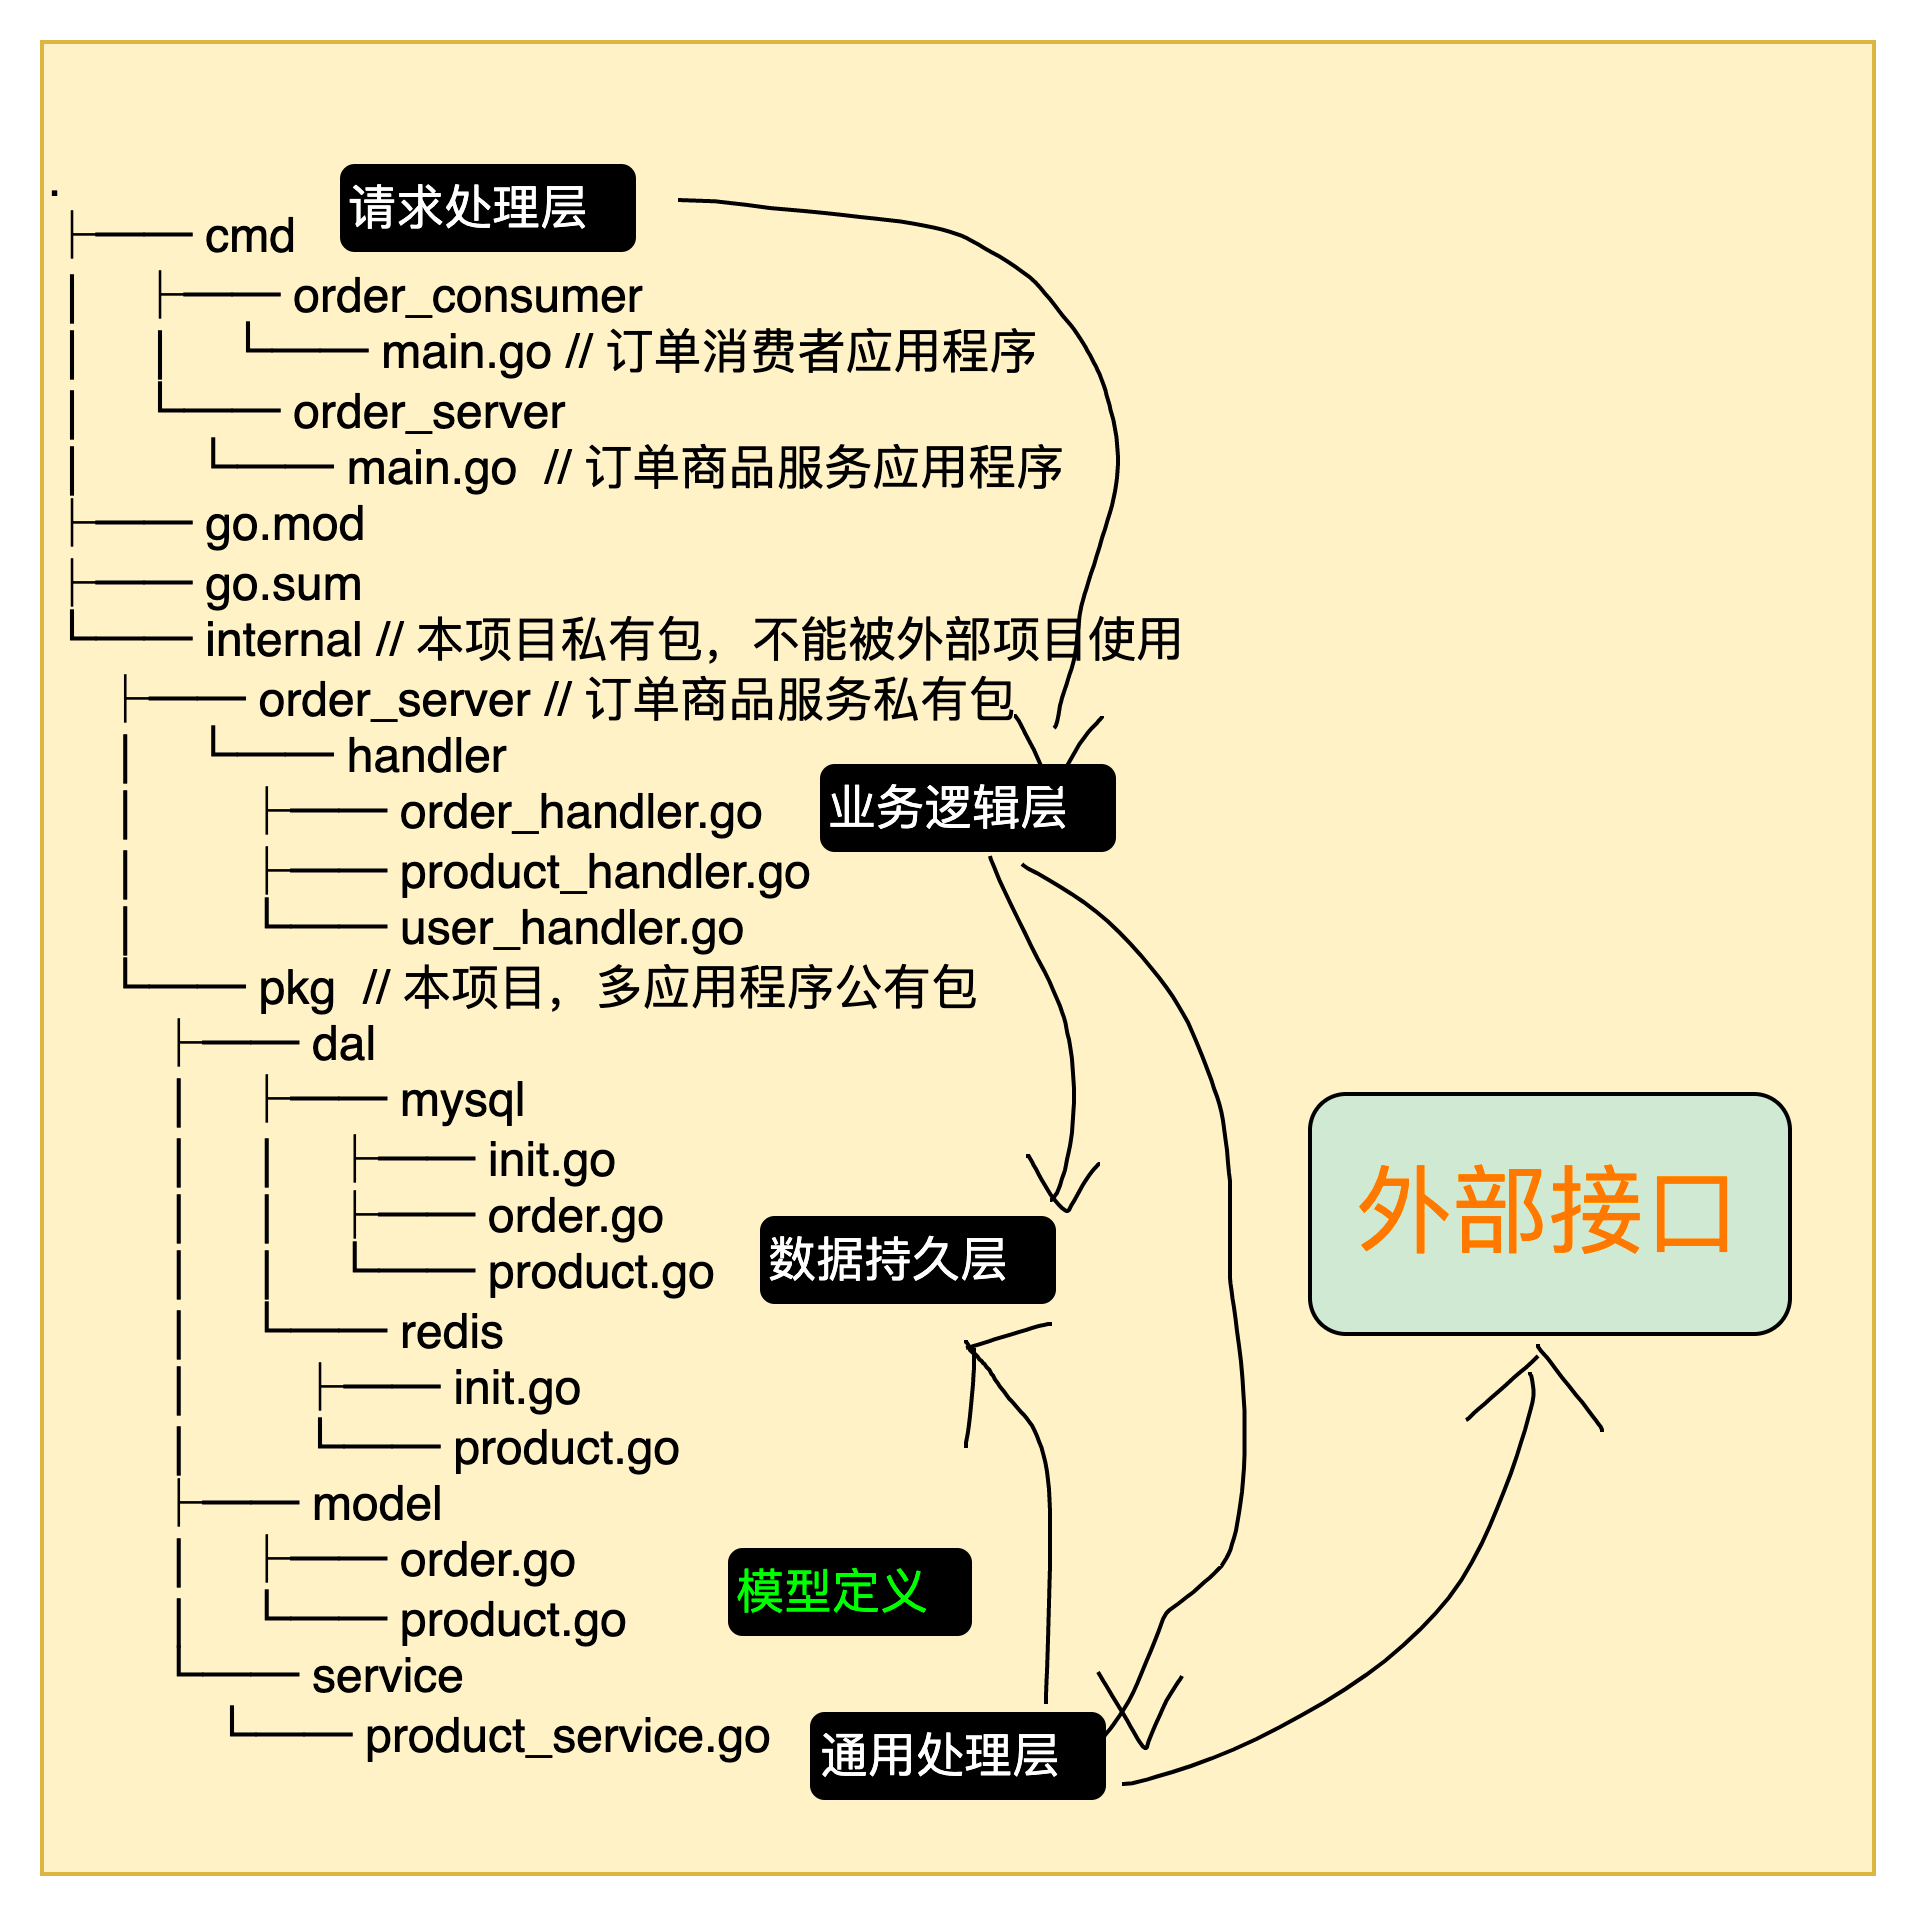 .
├── cmd 请求处理层
│   ├── order_consumer
│   │   └── main.go // 订单消费者应用程序
│   └── order_server
│       └── main.go // 订单商品服务应用程序
├── go.mod
├── go.sum
└── internal // 本项目私有包，不能被外部项目使用
    ├── order_server // 订单商品服务私有包
    │   └── handler
    │       ├── order_handler.go 业务逻辑层
    │       ├── product_handler.go
    │       └── user_handler.go
    └── pkg // 本项目，多应用程序公有包
        ├── dal
        │   ├── mysql
        │   │   ├── init.go
        │   │   ├── order.go 外部接口
        │   │   └── product.go 数据持久层
        │   └── redis
        │       ├── init.go
        │       └── product.go
        ├── model
        │   ├── order.go 模型定义
        │   └── product.go
        └── service
            └── product_service.go 通用处理层